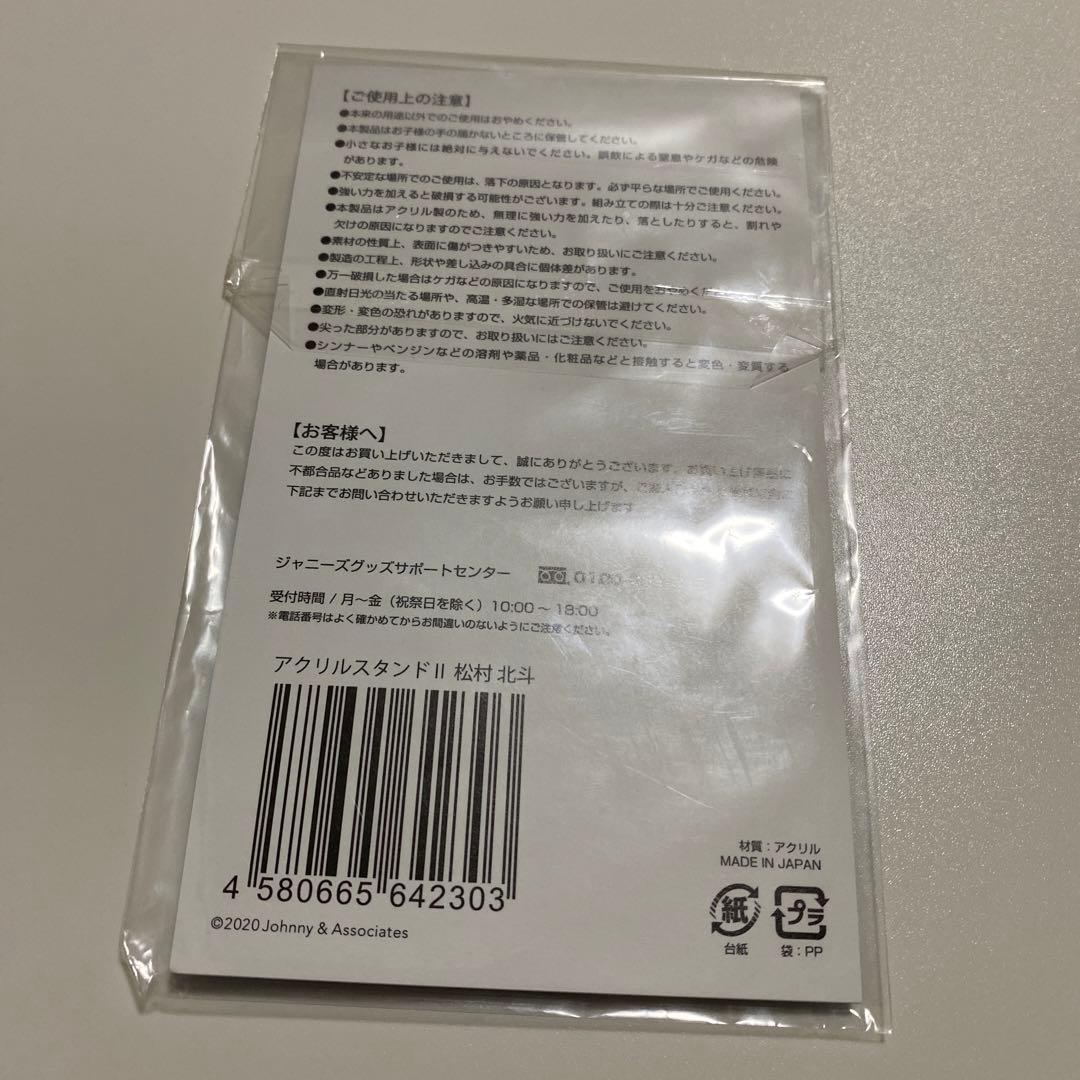 【ご使用上の注意】
●本来の用途以外でのご使用はおやめください。
●本製品はお子様の手の届かないところに保管してください。
●小さなお子様には絶対に与えないでください。誤飲による窒息やケガなどの危険
があります。
●不安定な場所でのご使用は、落下の原因となります。必ず平らな場所でご使用ください。
●強い力を加えると破損する可能性がございます。組み立ての際は十分ご注意ください。
●本製品はアクリル製のため、無理に強い力を加えたり、落としたりすると、割れや
欠けの原因になりますのでご注意ください。
●素材の性質上、表面に傷がつきやすいため、お取り扱いにご注意ください。
●製造の工程上、形状や差し込みの具合に個体差があります。
●万一破損した場合はケガなどの原因になりますので、ご使用をおやめください。
●直射日光の当たる場所や、高温・多湿な場所での保管は避けてください。
●変形・変色の恐れがありますので、火気に近づけないでください。
●尖った部分がありますので、お取り扱いにはご注意ください。
●シンナーやベンジンなどの溶剤や薬品・化粧品などと接触すると変色・変質する
場合があります。
【お客様へ】
この度はお買い上げいただきまして、誠にありがとうございます。お買い上げ
不都合品などありました場合は、お手数ではございますが、
下記までお問い合わせいただきますようお願い申し上げます
ジャニーズグッズサポートセンター 0120
受付時間 / 月～金（祝祭日を除く）10:00～18:00
※電話番号はよく確かめてからお間違いのないようにご注意ください。
アクリルスタンドⅡ 松村 北斗
4 580665 642303
©2020 Johnny & Associates
材質：アクリル
MADE IN JAPAN
紙 プラ
台紙 袋：PP